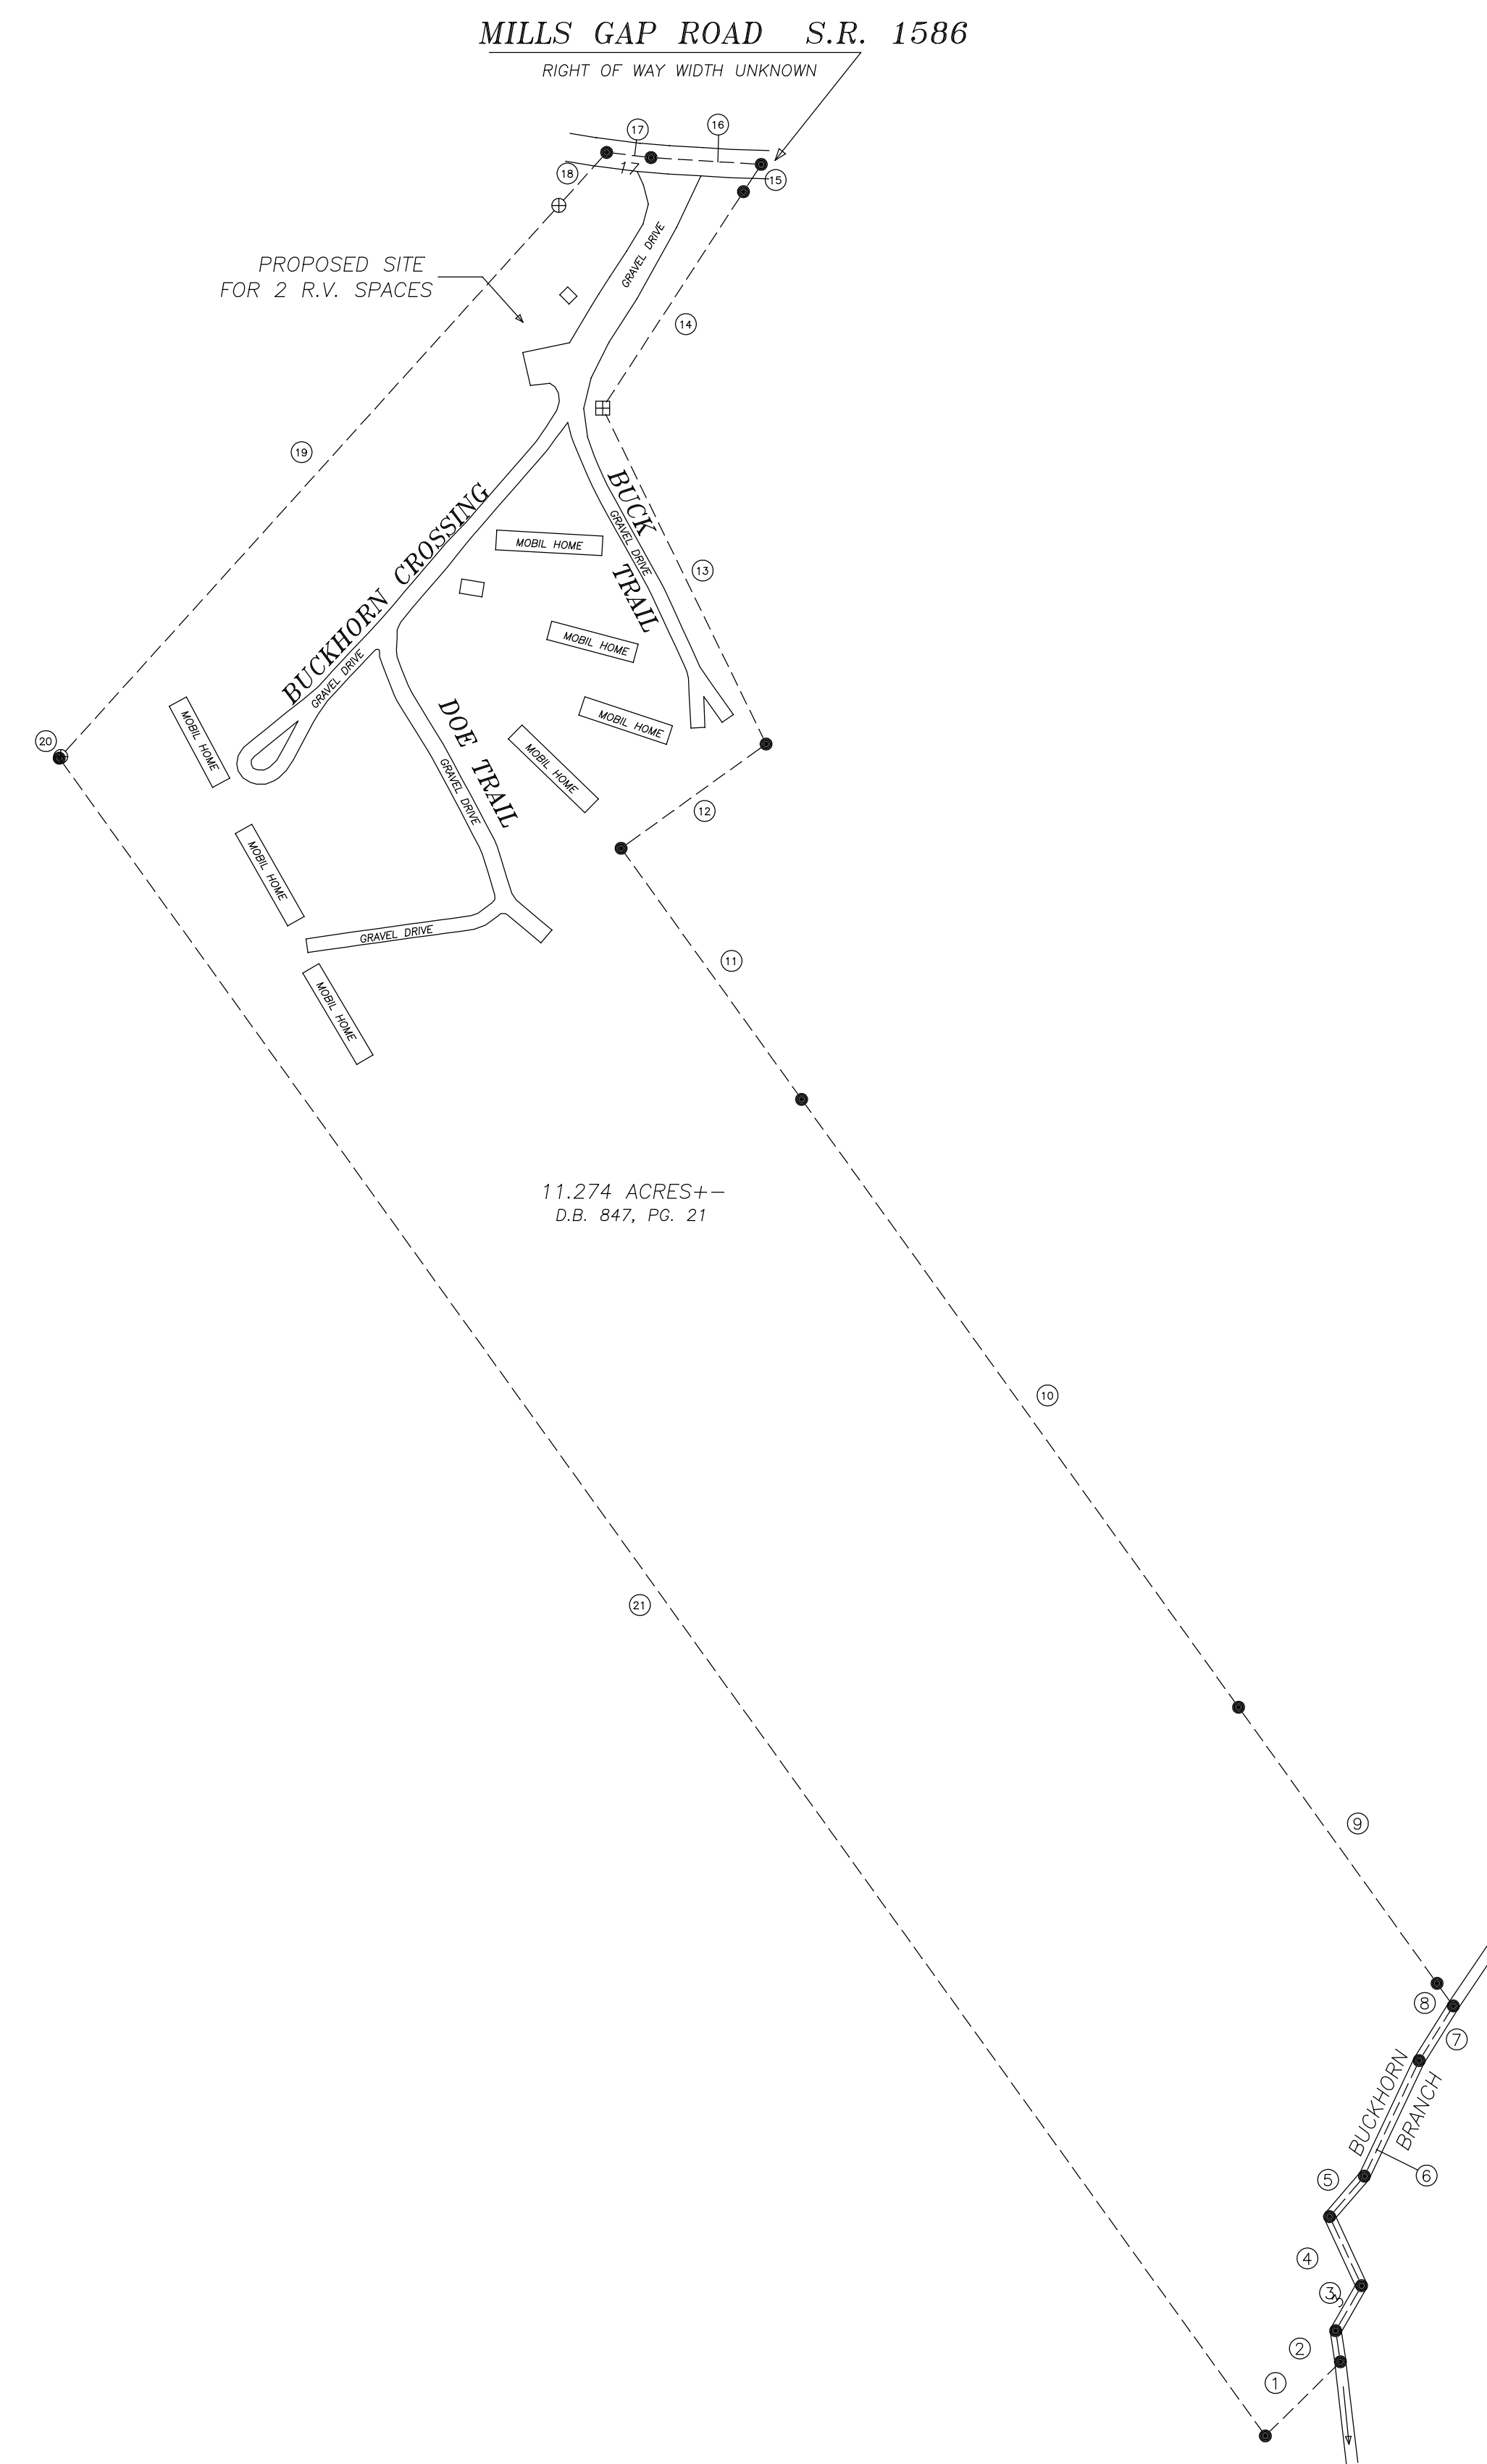 MILLS GAP ROAD S.R. 1586
RIGHT OF WAY WIDTH UNKNOWN
16
17
17
18
15
GRAVEL DRIVE
PROPOSED SITE
FOR 2 R.V. SPACES
14
19
BUCKHORN CROSSING
GRAVEL DRIVE
BUCK
TRAIL
GRAVEL DRIVE
MOBIL HOME
13
MOBIL HOME
MOBIL HOME
MOBIL HOME
DOE TRAIL
GRAVEL DRIVE
20
MOBIL HOME
12
MOBIL HOME
GRAVEL DRIVE
11
MOBIL HOME
11.274 ACRES+-
D.B. 847, PG. 21
10
21
9
8
7
BUCKHORN
BRANCH
5
6
4
3
3
2
1